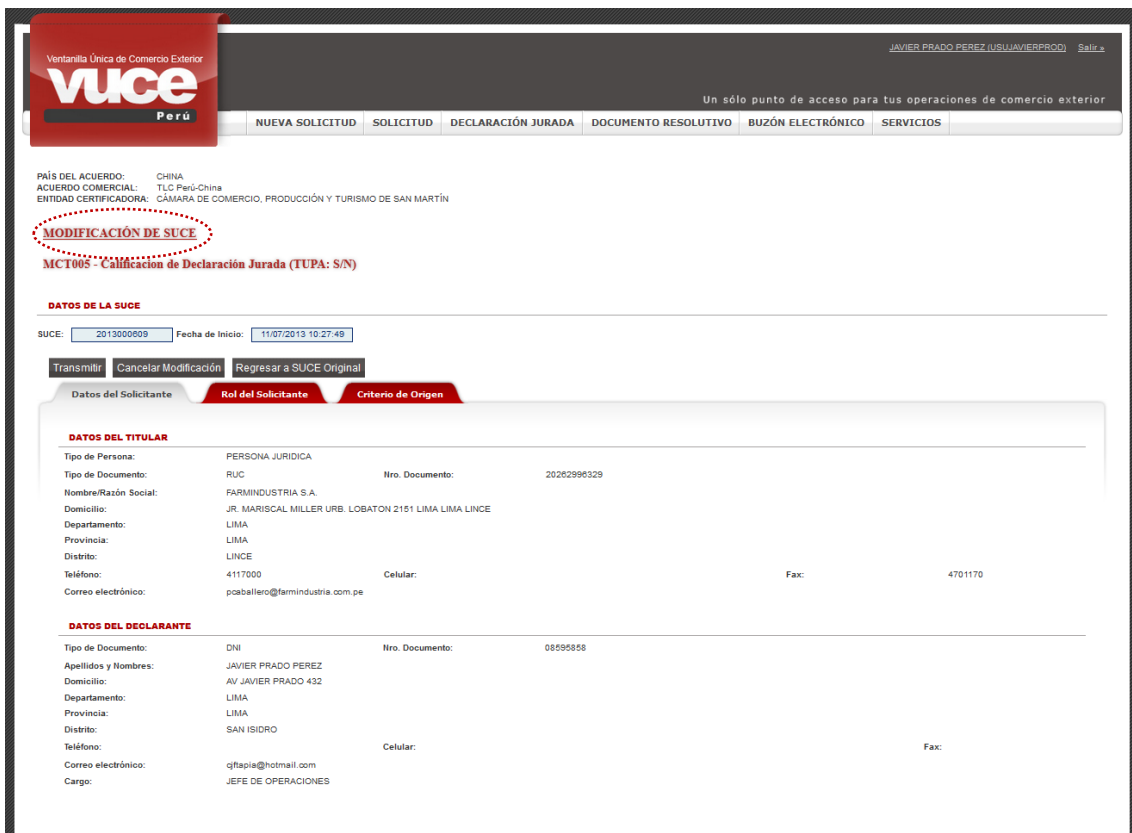 JAVIER PRADO PEREZ (USUJAVIERPROD) Salir »
Ventanilla Única de Comercio Exterior
vuce
Perú
Un sólo punto de acceso para tus operaciones de comercio exterior
NUEVA SOLICITUD SOLICITUD DECLARACIÓN JURADA DOCUMENTO RESOLUTIVO BUZÓN ELECTRÓNICO SERVICIOS
PAÍS DEL ACUERDO: CHINA
ACUERDO COMERCIAL: TLC Perú-China
ENTIDAD CERTIFICADORA: CÁMARA DE COMERCIO, PRODUCCIÓN Y TURISMO DE SAN MARTÍN
MODIFICACIÓN DE SUCE
MCT005 - Calificacion de Declaración Jurada (TUPA: S/N)
DATOS DE LA SUCE
SUCE: 2013000609 Fecha de Inicio: 11/07/2013 10:27:49
Transmitir Cancelar Modificación Regresar a SUCE Original
Datos del Solicitante Rol del Solicitante Criterio de Origen
DATOS DEL TITULAR
Tipo de Persona: PERSONA JURIDICA
Tipo de Documento: RUC Nro. Documento: 20262996329
Nombre/Razón Social: FARMINDUSTRIA S.A.
Domicilio: JR. MARISCAL MILLER URB. LOBATON 2151 LIMA LIMA LINCE
Departamento: LIMA
Provincia: LIMA
Distrito: LINCE
Teléfono: 4117000 Celular: Fax: 4701170
Correo electrónico: pcaballero@farmindustria.com.pe
DATOS DEL DECLARANTE
Tipo de Documento: DNI Nro. Documento: 08595858
Apellidos y Nombres: JAVIER PRADO PEREZ
Domicilio: AV JAVIER PRADO 432
Departamento: LIMA
Provincia: LIMA
Distrito: SAN ISIDRO
Teléfono: Celular: Fax:
Correo electrónico: cjftapia@hotmail.com
Cargo: JEFE DE OPERACIONES